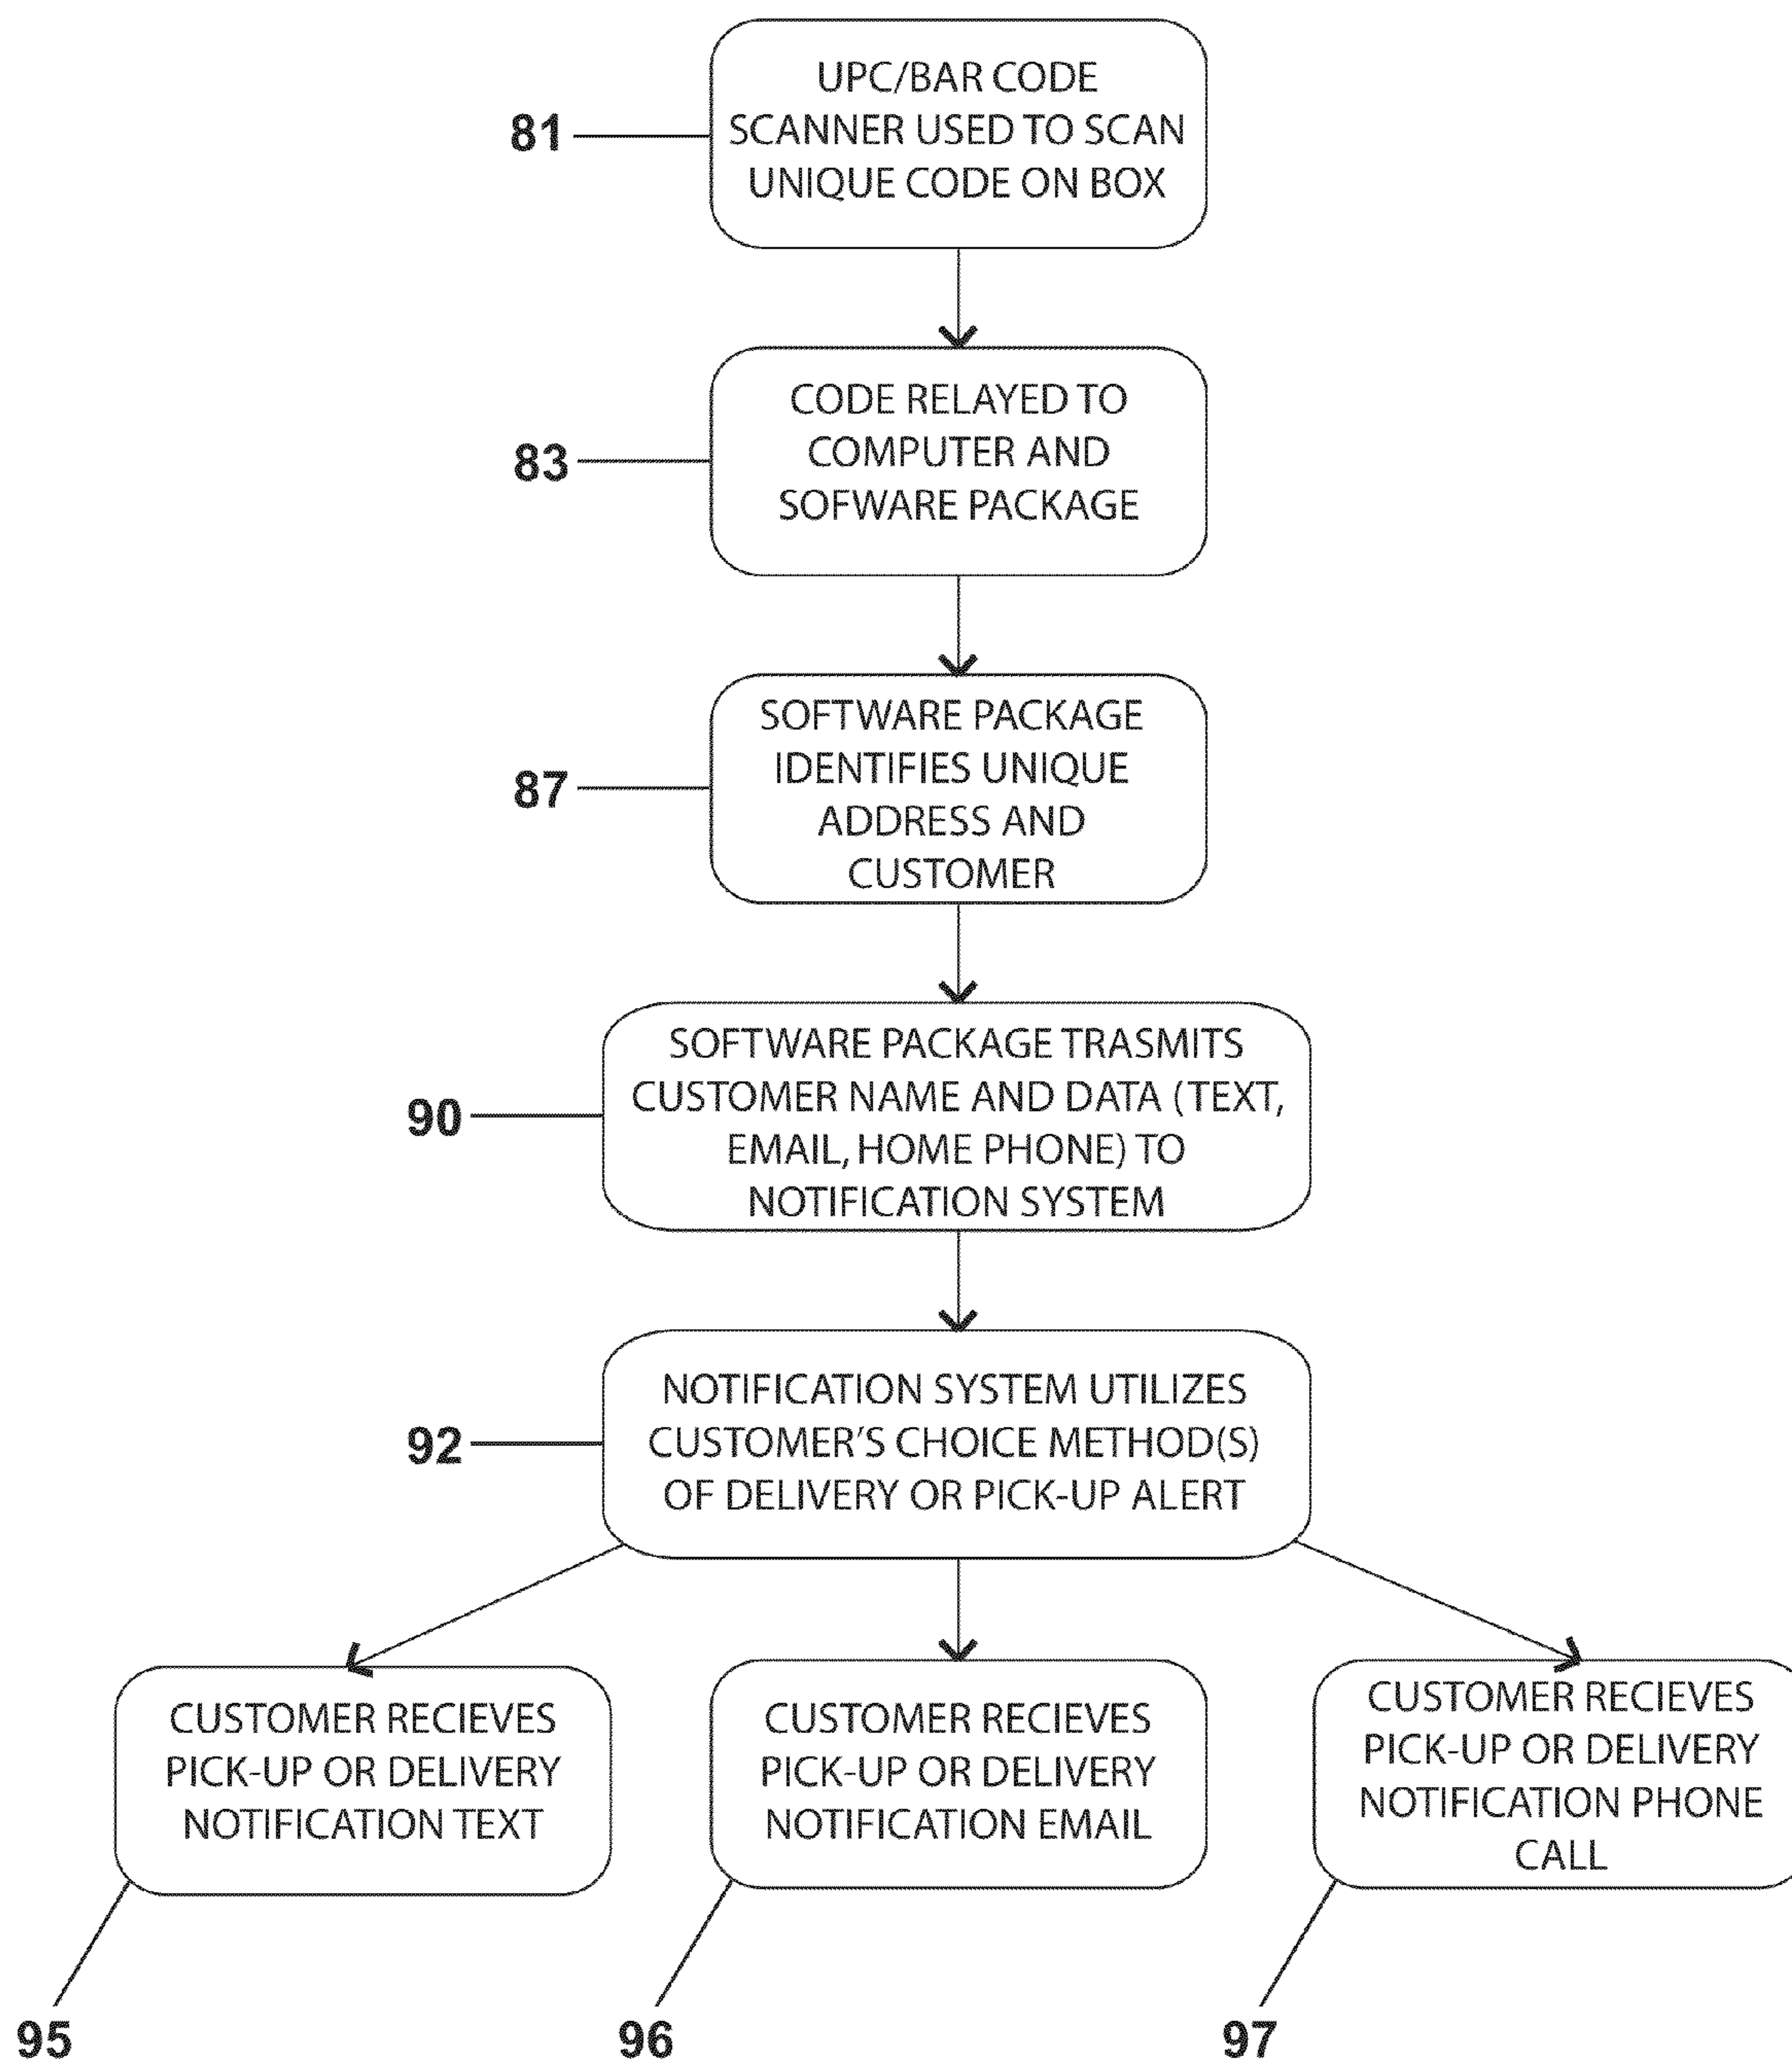 UPC/BAR CODE
SCANNER USED TO SCAN
UNIQUE CODE ON BOX
81
CODE RELAYED TO
COMPUTER AND
SOFWARE PACKAGE
83
SOFTWARE PACKAGE
IDENTIFIES UNIQUE
ADDRESS AND
CUSTOMER
87
SOFTWARE PACKAGE TRASMITS
CUSTOMER NAME AND DATA (TEXT,
EMAIL, HOME PHONE) TO
NOTIFICATION SYSTEM
90
NOTIFICATION SYSTEM UTILIZES
CUSTOMER'S CHOICE METHOD(S)
OF DELIVERY OR PICK-UP ALERT
92
CUSTOMER RECIEVES
PICK-UP OR DELIVERY
NOTIFICATION TEXT
95
CUSTOMER RECIEVES
PICK-UP OR DELIVERY
NOTIFICATION EMAIL
96
CUSTOMER RECIEVES
PICK-UP OR DELIVERY
NOTIFICATION PHONE
CALL
97